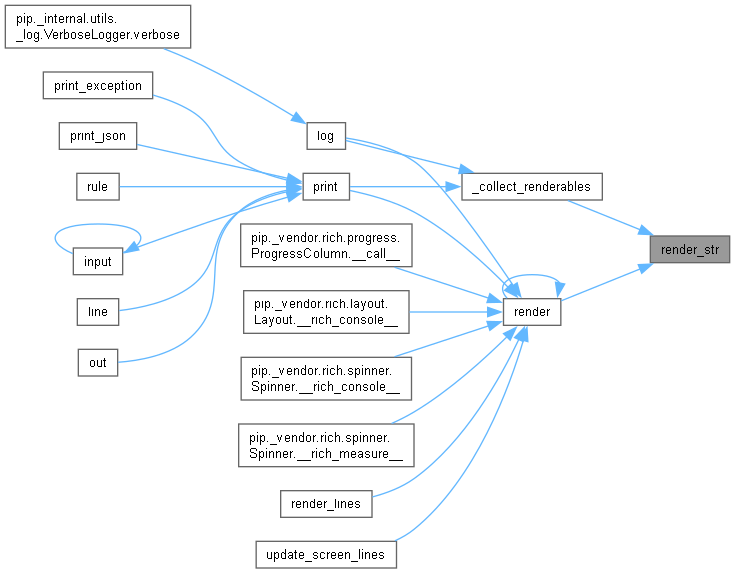 pip._internal.utils.
_log.VerboseLogger.verbose
print_exception
print_json
rule
input
line
out
log
print
pip._vendor.rich.progress.
ProgressColumn.__call__
pip._vendor.rich.layout.
Layout.__rich_console__
pip._vendor.rich.spinner.
Spinner.__rich_console__
pip._vendor.rich.spinner.
Spinner.__rich_measure__
render_lines
update_screen_lines
_collect_renderables
render
render_str